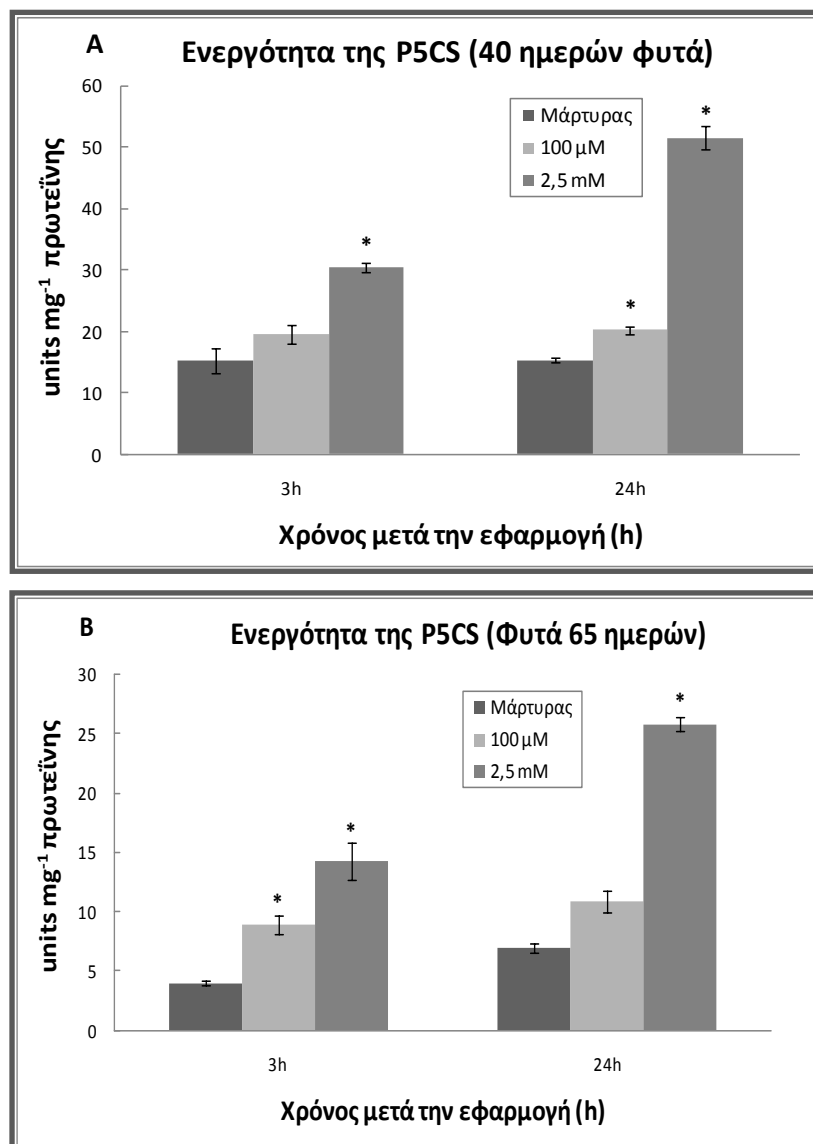 A
Ενεργότητα της P5CS (40 ημερών φυτά)
units mg⁻¹ πρωτεΐνης
60
50
40
30
20
10
0
Μάρτυρας
100 μM
2,5 mM
*
*
*
3h
24h
Χρόνος μετά την εφαρμογή (h)
B
Ενεργότητα της P5CS (Φυτά 65 ημερών)
units mg⁻¹ πρωτεΐνης
30
25
20
15
10
5
0
Μάρτυρας
100 μM
2,5 mM
*
*
*
3h
24h
Χρόνος μετά την εφαρμογή (h)